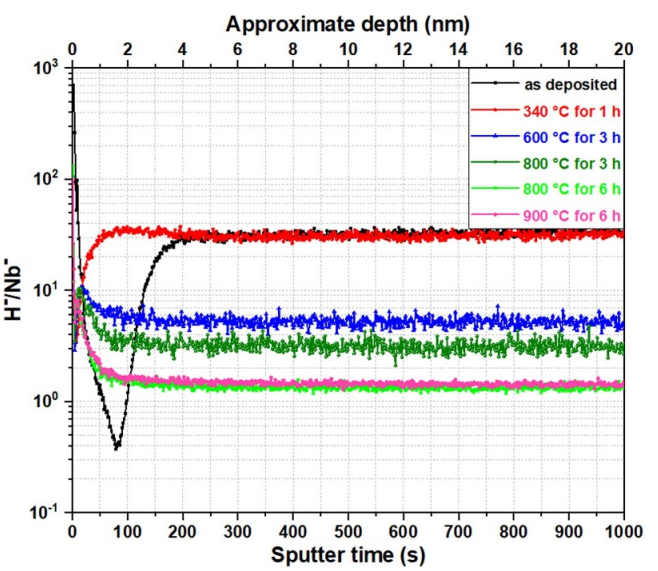 Approximate depth (nm)
0 2 4 6 8 10 12 14 16 18 20
10³
as deposited
340 °C for 1 h
600 °C for 3 h
800 °C for 3 h
10²
800 °C for 6 h
900 °C for 6 h
H⁻/Nb⁻
10¹
10⁰
10⁻¹
0 100 200 300 400 500 600 700 800 900 1000
Sputter time (s)